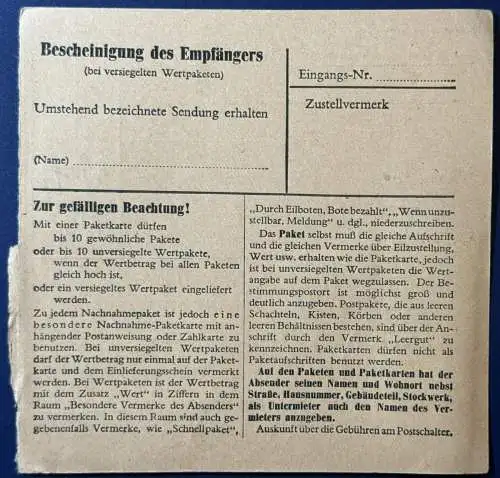 Bescheinigung des Empfängers
(bei versiegelten Wertpaketen)
Umstehend bezeichnete Sendung erhalten
(Name)
Eingangs-Nr.
Zustellvermerk
Zur gefälligen Beachtung!
Mit einer Paketkarte dürfen
bis 10 gewöhnliche Pakete
oder bis 10 unversiegelte Wertpakete,
wenn der Wertbetrag bei allen Paketen
gleich hoch ist,
oder ein versiegeltes Wertpaket eingeliefert
werden.
Zu jedem Nachnahmepaket ist jedoch eine
besondere Nachnahme-Paketkarte mit an-
hängender Postanweisung oder Zahlkarte zu
benutzen. Bei unversiegelten Wertpaketen
darf der Wertbetrag nur einmal auf der Paket-
karte und dem Einlieferungsschein vermerkt
werden. Bei Wertpaketen ist der Wertbetrag
mit dem Zusatz „Wert" in Ziffern in dem
Raum „Besondere Vermerke des Absenders"
zu vermerken. In diesem Raum sind auch ge-
gebenenfalls Vermerke, wie „Schnellpaket",
„Durch Eilboten, Bote bezahlt", „Wenn unzu-
stellbar, Meldung" u. dgl., niederzuschreiben.
Das Paket selbst muß die gleiche Aufschrift
und die gleichen Vermerke über Eilzustellung,
Wert usw. erhalten wie die Paketkarte, jedoch
ist bei unversiegelten Wertpaketen die Wert-
angabe auf dem Paket wegzulassen. Der Be-
stimmungspostort ist möglichst groß und
deutlich anzugeben. Postpakete, die aus leeren
Schachteln, Kisten, Körben oder anderen
leeren Behältnissen bestehen, sind über der An-
schrift durch den Vermerk „Leergut" zu
kennzeichnen. Paketkarten dürfen nicht als
Paketaufschriften benutzt werden.
Auf den Paketen und Paketkarten hat der
Absender seinen Namen und Wohnort nebst
Straße, Hausnummer, Gebäudeteil, Stockwerk,
als Untermieter auch den Namen des Ver-
mieters anzugeben.
Auskunft über die Gebühren am Postschalter.